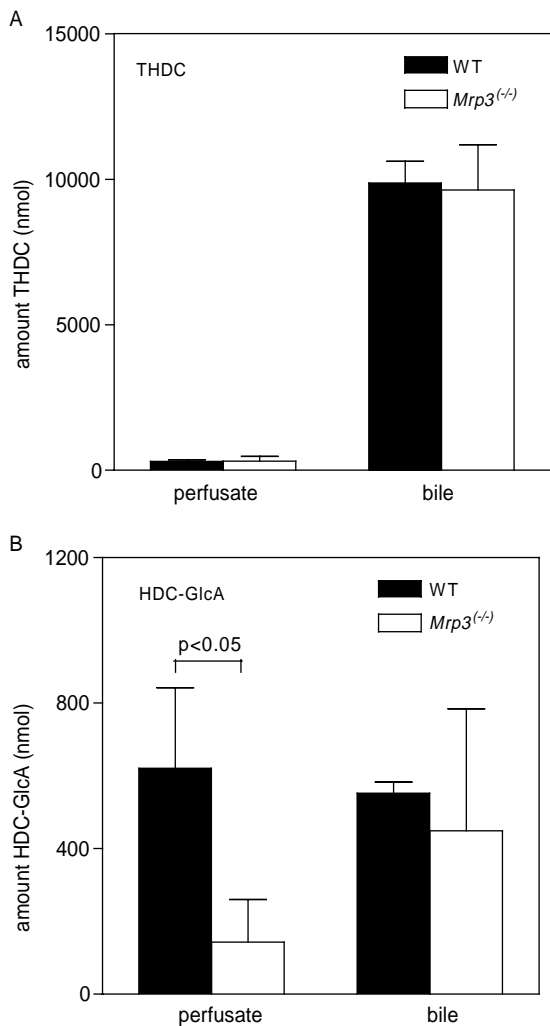 A
15000
THDC
WT
Mrp3(-/-)
10000
amount THDC (nmol)
5000
0
perfusate
bile
B
1200
HDC-GlcA
WT
Mrp3(-/-)
p<0.05
800
amount HDC-GlcA (nmol)
400
0
perfusate
bile